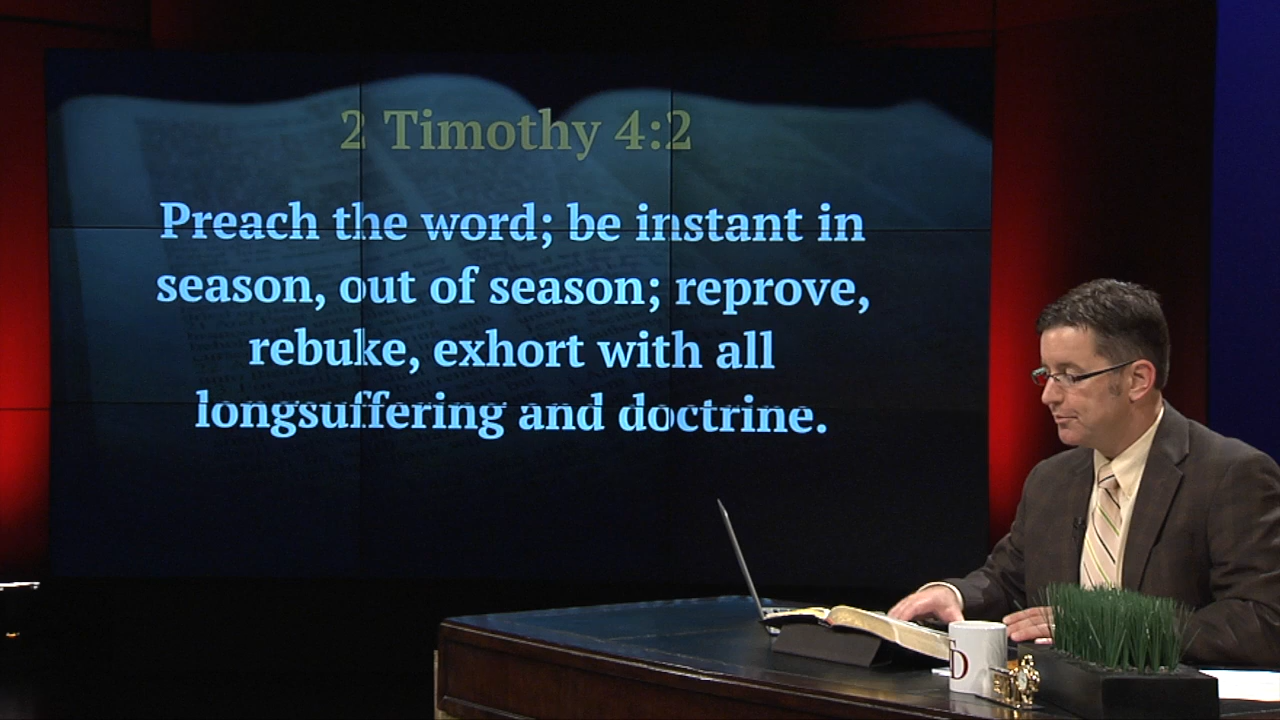 2 Timothy 4:2
Preach the word; be instant in
season, out of season; reprove,
rebuke, exhort with all
longsuffering and doctrine.
D